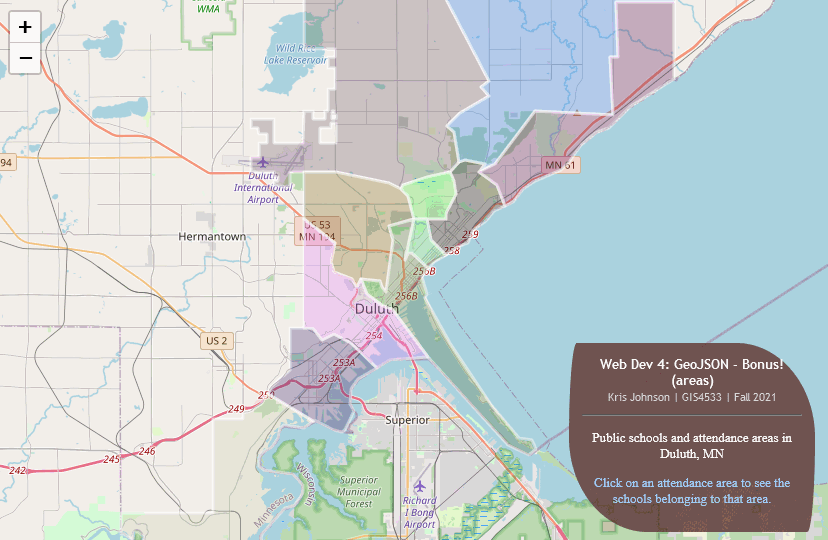 WMA
+
−
Wild Rice
Lake Reservoir
94
MN 61
Duluth
International
Airport
US 53
MN 194
Hermantown
259
258
256B
256B
Duluth
US 2
254
253A
253A
250
249
246
245
242
Superior
Superior
Municipal
Forest
Wisconsin
Minnesota
Richard
I Bong
Airport
Web Dev 4: GeoJSON - Bonus!
(areas)
Kris Johnson | GIS4533 | Fall 2021
Public schools and attendance areas in
Duluth, MN
Click on an attendance area to see the
schools belonging to that area.